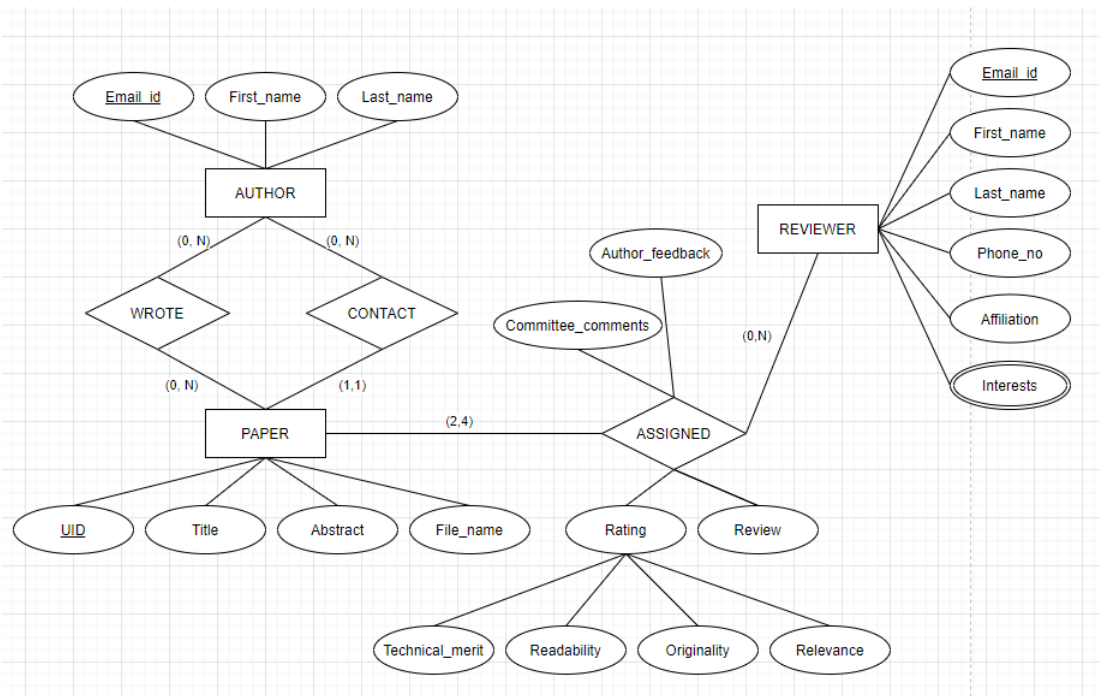 Email_id
First_name
Last_name
AUTHOR
(0, N)
(0, N)
WROTE
CONTACT
(0, N)
(1,1)
PAPER
UID
Title
Abstract
File_name
(2,4)
ASSIGNED
Committee_comments
Author_feedback
(0,N)
REVIEWER
Email_id
First_name
Last_name
Phone_no
Affiliation
Interests
Rating
Review
Technical_merit
Readability
Originality
Relevance